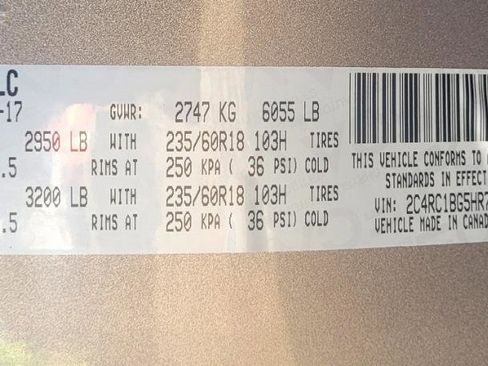 LC
-17 GVWR: 2747 KG 6055 LB
2950 LB WITH 235/60R18 103H TIRES
.5 RIMS AT 250 KPA ( 36 PSI) COLD
3200 LB WITH 235/60R18 103H TIRES
.5 RIMS AT 250 KPA ( 36 PSI) COLD
THIS VEHICLE CONFORMS TO A
STANDARDS IN EFFECT
VIN: 2C4RC1BG5HR7
VEHICLE MADE IN CANAD